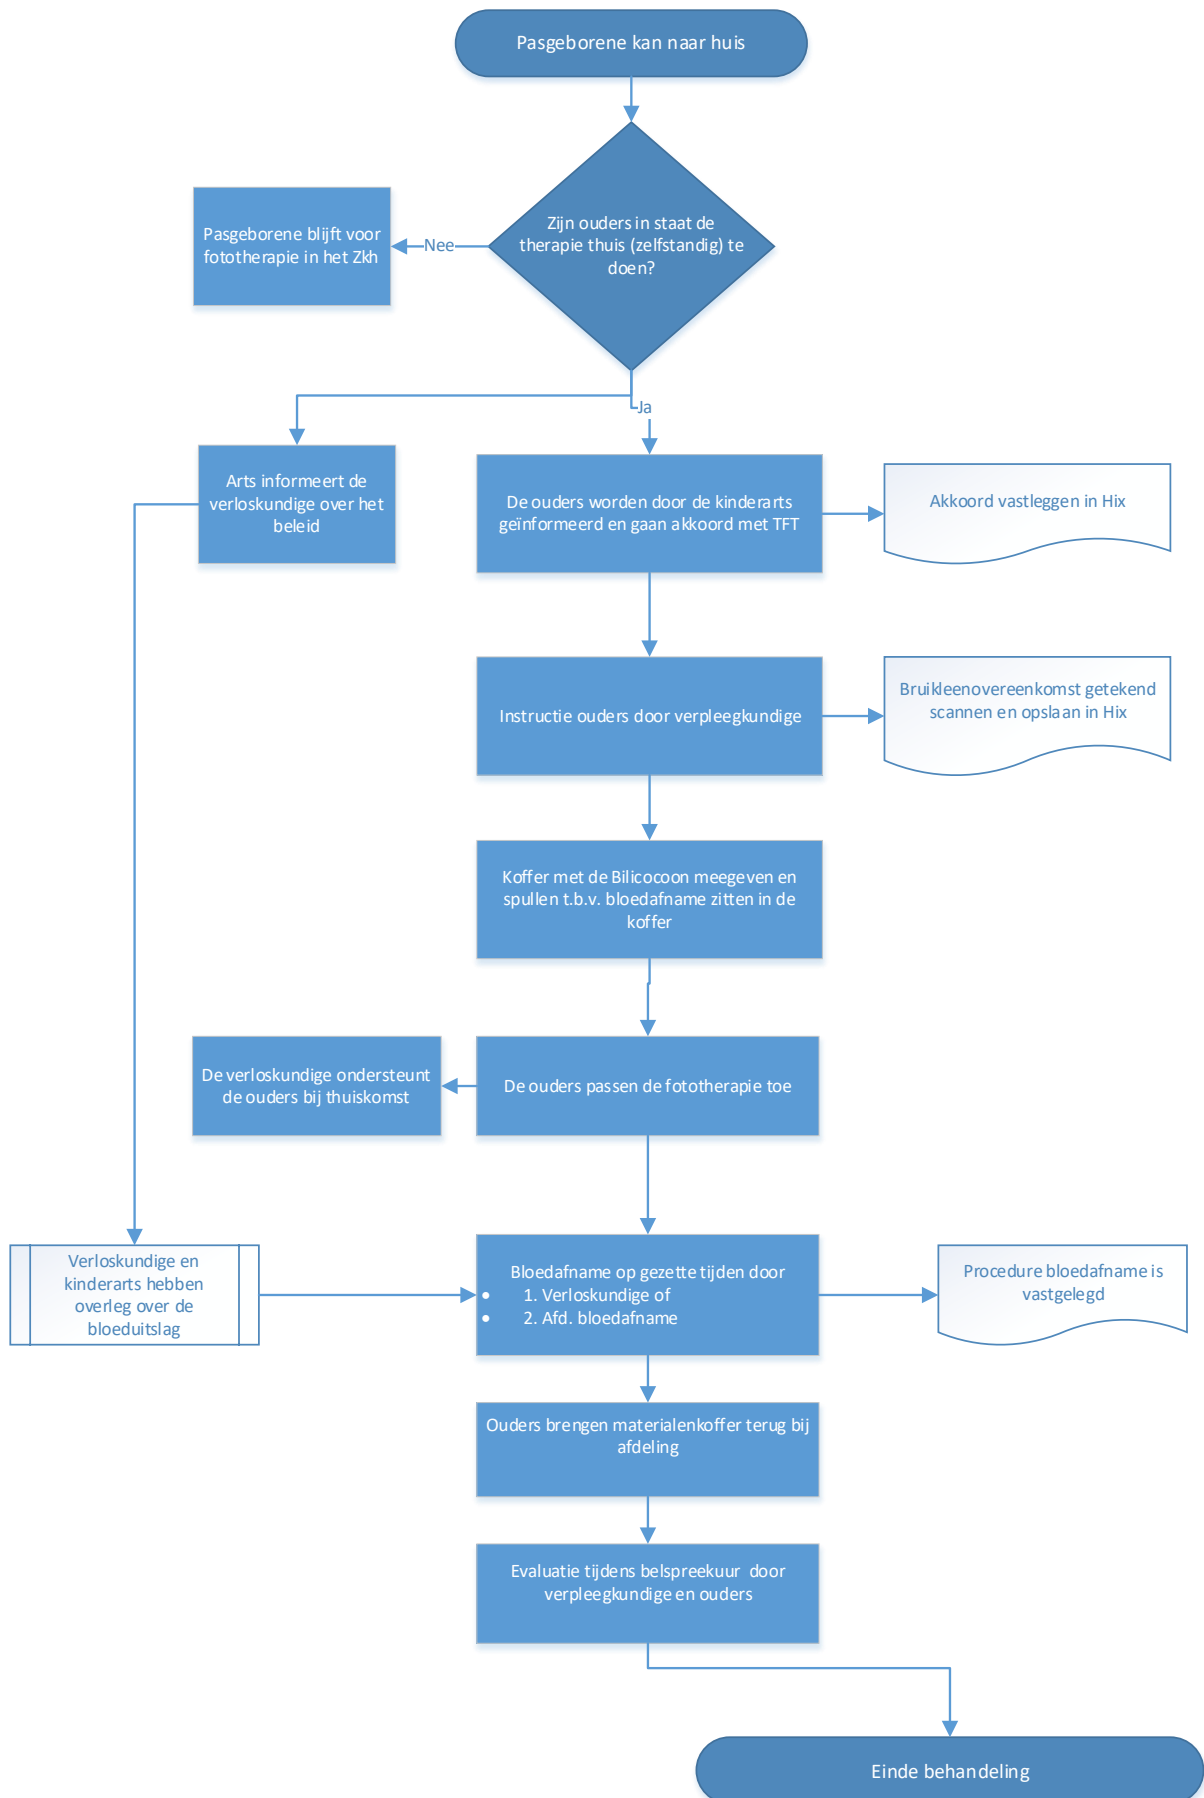 Pasgeborene kan naar huis
Zijn ouders in staat de
therapie thuis (zelfstandig) te
doen?
Nee
Pasgeborene blijft voor
fototherapie in het Zkh
Ja
Arts informeert de
verloskundige over het
beleid
De ouders worden door de kinderarts
geïnformeerd en gaan akkoord met TFT
Akkoord vastleggen in Hix
Instructie ouders door verpleegkundige
Bruikleenovereenkomst getekend
scannen en opslaan in Hix
Koffer met de Bilicocoon meegeven en
spullen t.b.v. bloedafname zitten in de
koffer
De verloskundige ondersteunt
de ouders bij thuiskomst
De ouders passen de fototherapie toe
Verloskundige en
kinderarts hebben
overleg over de
bloeduitslag
Bloedafname op gezette tijden door
• 1. Verloskundige of
• 2. Afd. bloedafname
Procedure bloedafname is
vastgelegd
Ouders brengen materialenkoffer terug bij
afdeling
Evaluatie tijdens belspreekuur door
verpleegkundige en ouders
Einde behandeling